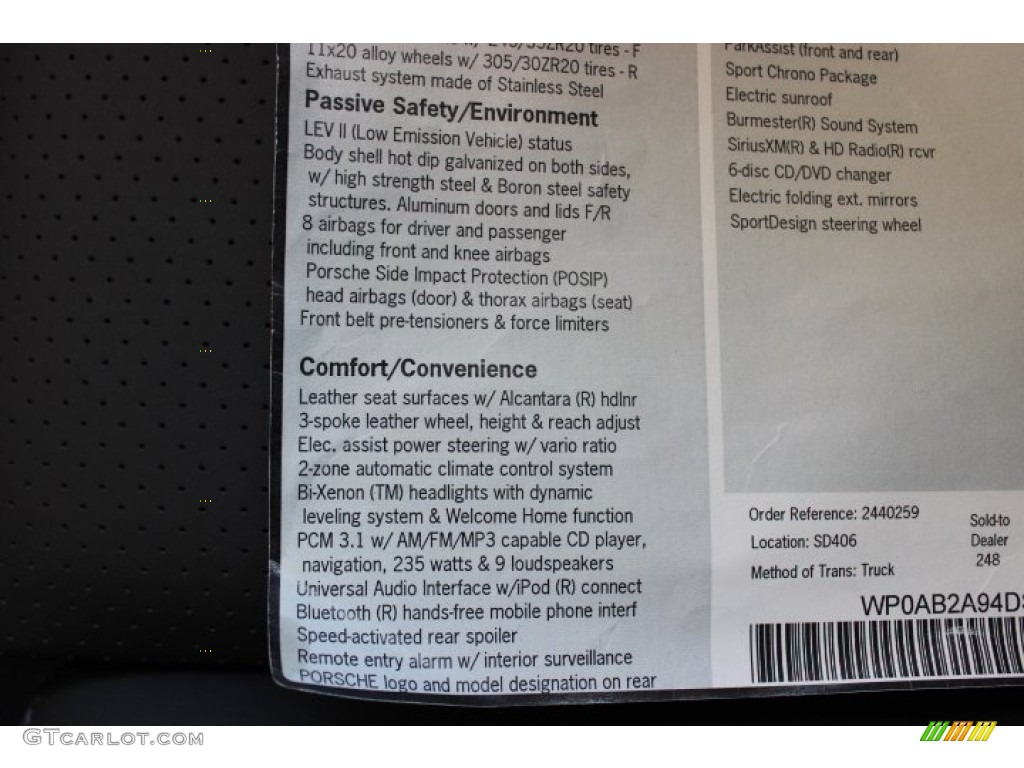 tires - F
11x20 alloy wheels w/ 305/30ZR20 tires - R
Exhaust system made of Stainless Steel
Passive Safety/Environment
LEV II (Low Emission Vehicle) status
Body shell hot dip galvanized on both sides,
w/ high strength steel & Boron steel safety
structures. Aluminum doors and lids F/R
8 airbags for driver and passenger
including front and knee airbags
Porsche Side Impact Protection (POSIP)
head airbags (door) & thorax airbags (seat)
Front belt pre-tensioners & force limiters
Comfort/Convenience
Leather seat surfaces w/ Alcantara (R) hdlnr
3-spoke leather wheel, height & reach adjust
Elec. assist power steering w/ vario ratio
2-zone automatic climate control system
Bi-Xenon (TM) headlights with dynamic
leveling system & Welcome Home function
PCM 3.1 w/ AM/FM/MP3 capable CD player,
navigation, 235 watts & 9 loudspeakers
Universal Audio Interface w/iPod (R) connect
Bluetooth (R) hands-free mobile phone interf
Speed-activated rear spoiler
Remote entry alarm w/ interior surveillance
PORSCHE logo and model designation on rear
ParkAssist (front and rear)
Sport Chrono Package
Electric sunroof
Burmester(R) Sound System
SiriusXM(R) & HD Radio(R) rcvr
6-disc CD/DVD changer
Electric folding ext. mirrors
SportDesign steering wheel
Order Reference: 2440259
Location: SD406
Method of Trans: Truck
Sold-to
Dealer
248
WP0AB2A94D
GTCARLOT.COM